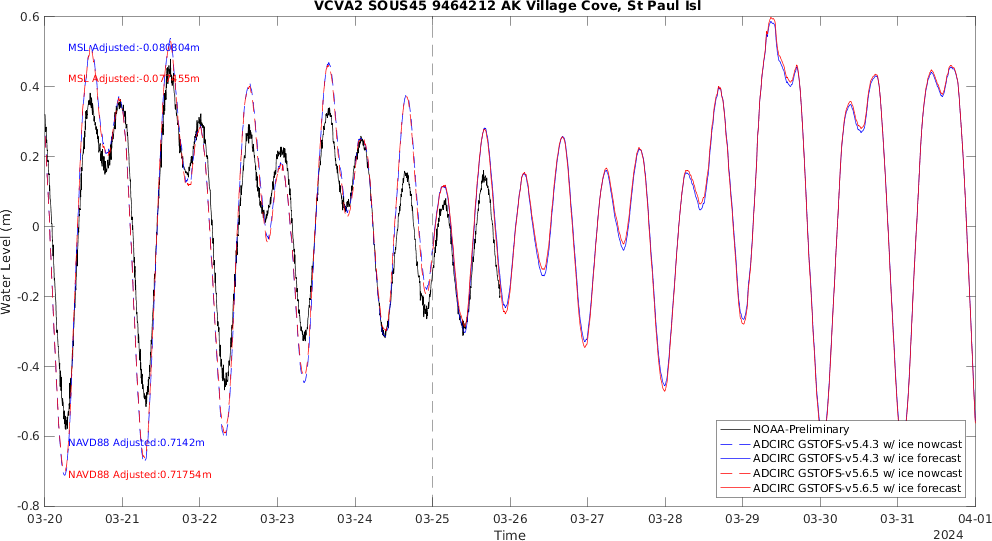 VCVA2 SOUS45 9464212 AK Village Cove, St Paul Isl
0.6
MSL Adjusted:-0.080304m
MSL
0.4
0.2
0
-0.2
-0.4
-0.6
-0.8
Water Level (m)
NAVD88 Adjusted:0.7142m
NAVD88 Adjusted:0.71754m
NOAA-Preliminary
ADCIRC GSTOFS-v5.4.3 w/ ice nowcast
ADCIRC GSTOFS-v5.4.3 w/ ice forecast
ADCIRC GSTOFS-v5.6.5 w/ ice nowcast
ADCIRC GSTOFS-v5.6.5 w/ ice forecast
03-20 03-21 03-22 03-23 03-24 03-25 03-26 03-27 03-28 03-29 03-30 03-31 04-01
Time
2024